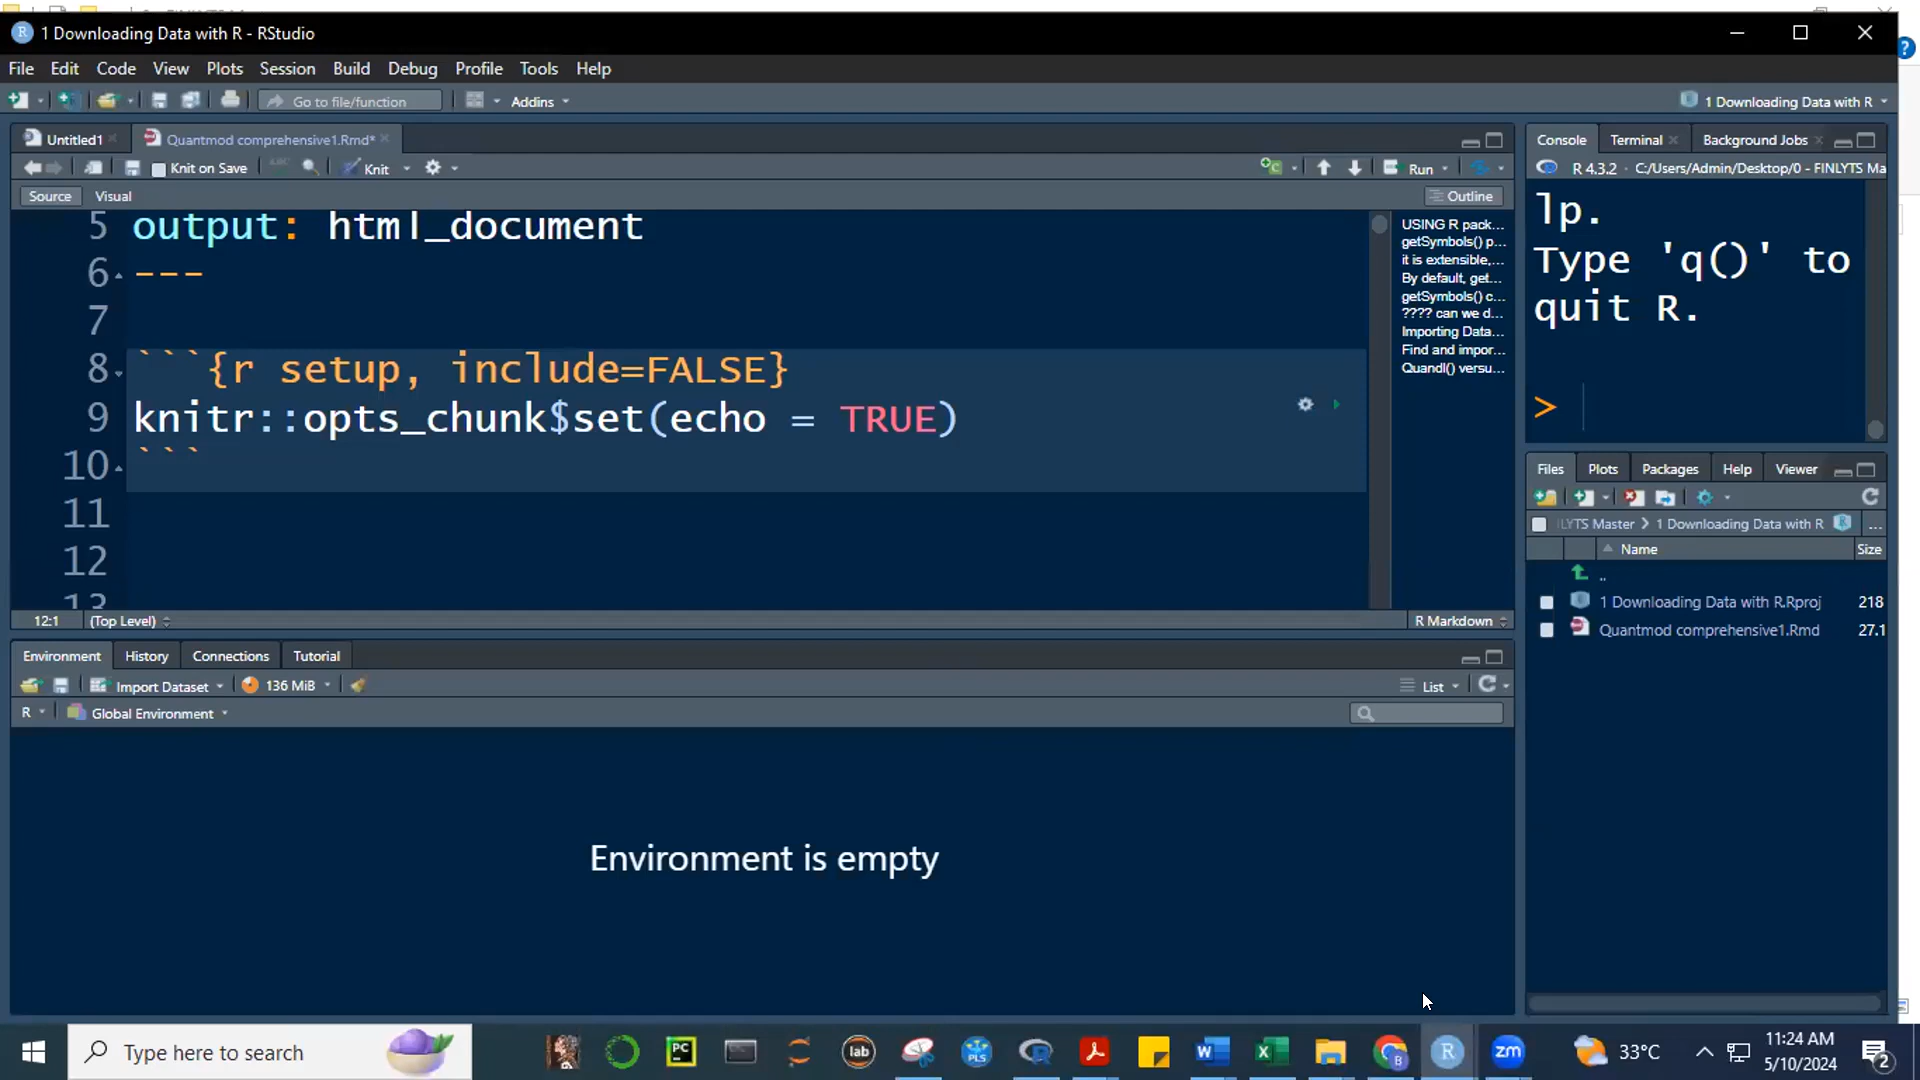 1 Downloading Data with R - RStudio
File Edit Code View Plots Session Build Debug Profile Tools Help
Go to file/function Addins 1 Downloading Data with R
Untitled1 Quantmod comprehensive1.Rmd*
Knit on Save Knit Run
Source Visual Outline
5 output: html_document
6 ---
7
8 ```{r setup, include=FALSE}
9 knitr::opts_chunk$set(echo = TRUE)
10 ```
11
12
13
12:1 (Top Level) R Markdown
USING R pack...
getSymbols() p...
it is extensible,...
By default, get...
getSymbols() c...
???? can we d...
Importing Data...
Find and impor...
Quandl() versu...
Environment History Connections Tutorial
Import Dataset 136 MiB List
R Global Environment
Environment is empty
Console Terminal Background Jobs
R 4.3.2 · C:/Users/Admin/Desktop/0 - FINLYTS Ma
lp.
Type 'q()' to
quit R.
>
Files Plots Packages Help Viewer
LYTS Master 1 Downloading Data with R ...
Name Size
..
1 Downloading Data with R.Rproj 218
Quantmod comprehensive1.Rmd 27.1
Type here to search
PC lab PLS zm
33°C
11:24 AM
5/10/2024
2